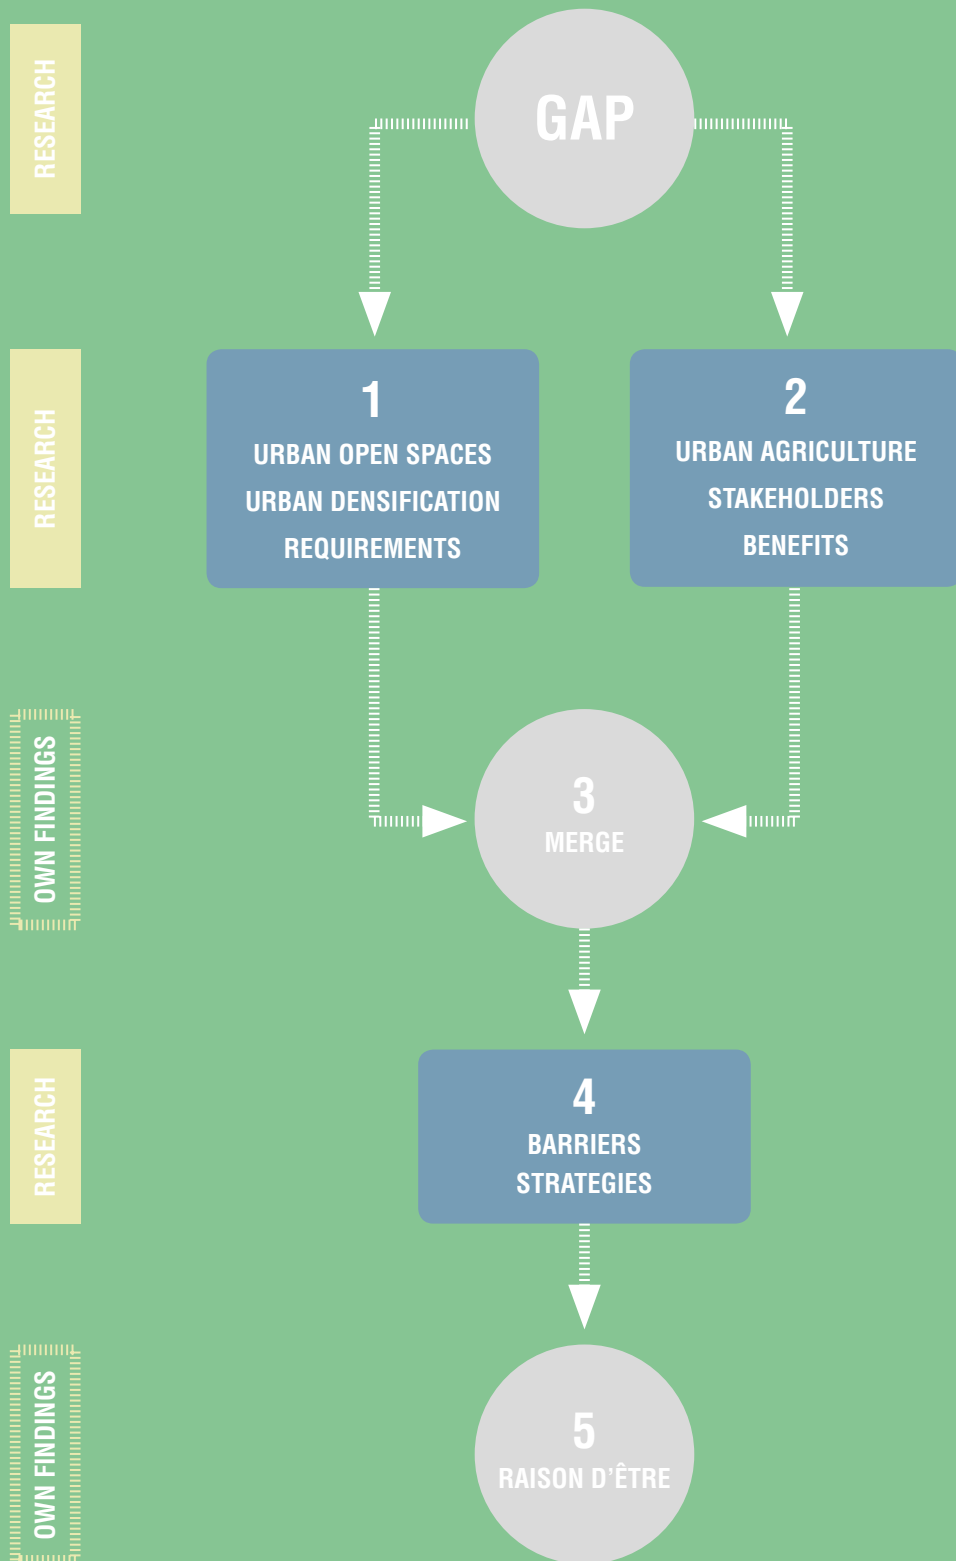 RESEARCH
GAP
RESEARCH
1
URBAN OPEN SPACES
URBAN DENSIFICATION
REQUIREMENTS
2
URBAN AGRICULTURE
STAKEHOLDERS
BENEFITS
OWN FINDINGS
3
MERGE
RESEARCH
4
BARRIERS
STRATEGIES
OWN FINDINGS
5
RAISON D’ÊTRE